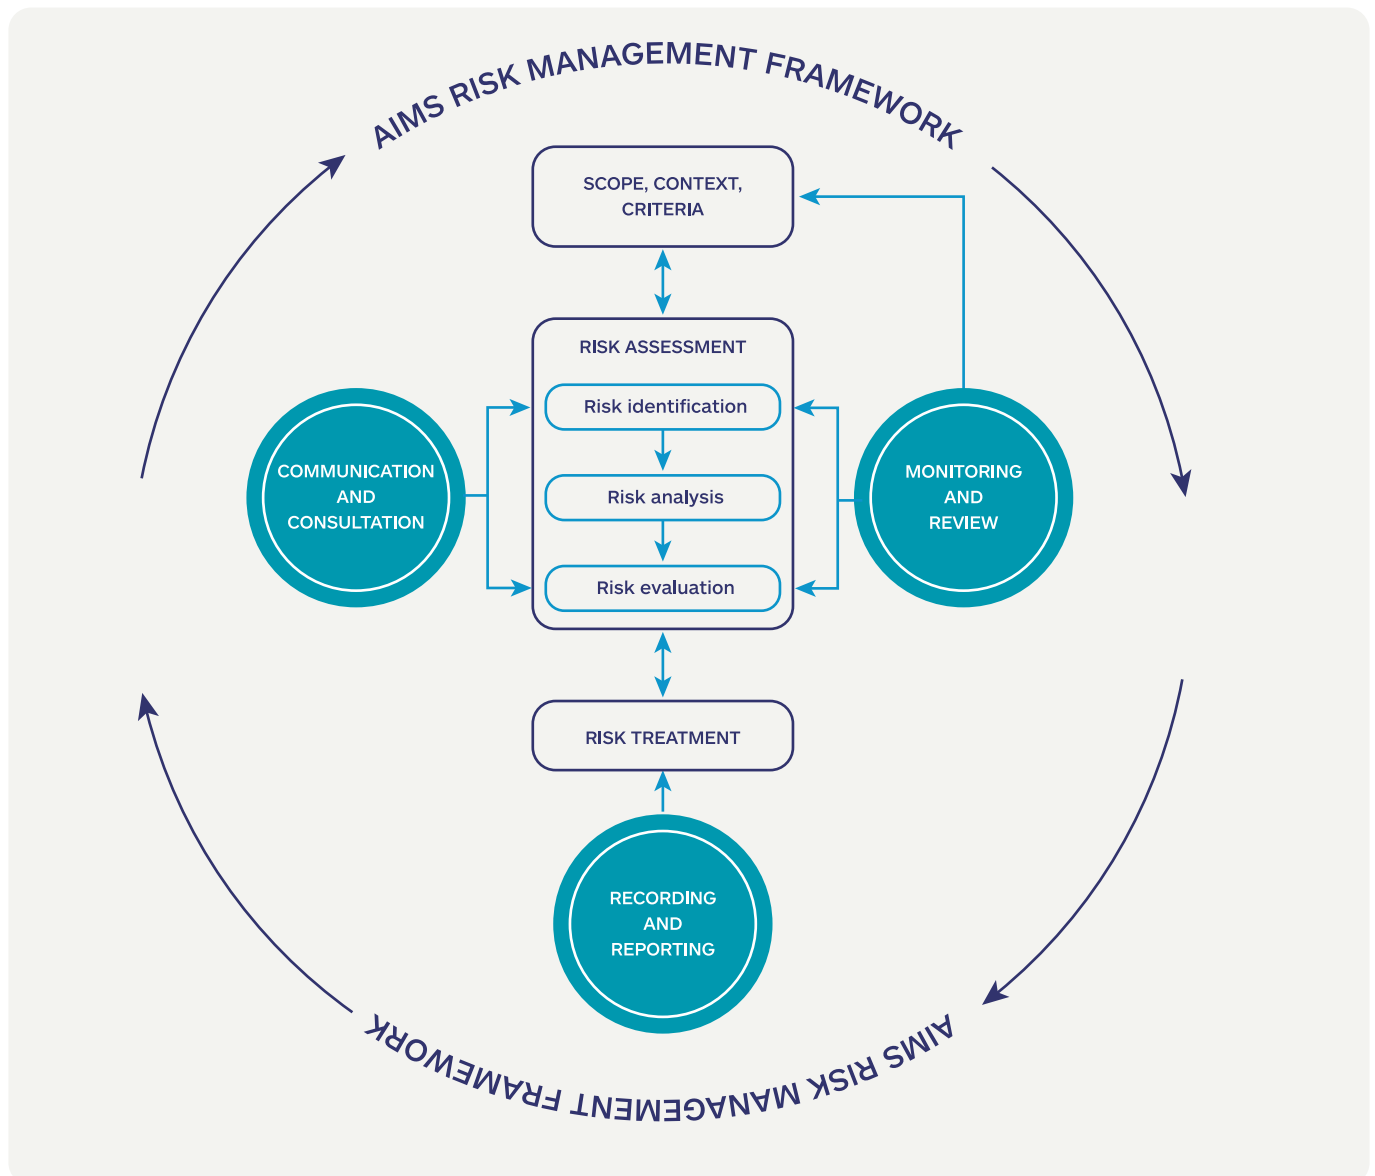 AIMS RISK MANAGEMENT FRAMEWORK
SCOPE, CONTEXT,
CRITERIA
RISK ASSESSMENT
Risk identification
Risk analysis
Risk evaluation
COMMUNICATION
AND
CONSULTATION
MONITORING
AND
REVIEW
RISK TREATMENT
RECORDING
AND
REPORTING
AIMS RISK MANAGEMENT FRAMEWORK